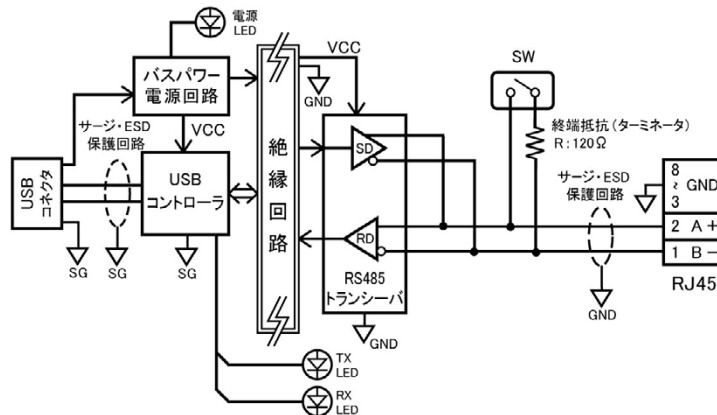 電源
LED
バスパワー
電源回路
VCC
サージ・ESD
保護回路
USB
コネクタ
USB
コントローラ
SG
SG
SG
絶縁回路
VCC
GND
SD
RD
RS485
トランシーバ
GND
SW
終端抵抗(ターミネータ)
R:120Ω
サージ・ESD
保護回路
GND
8
~ GND
3
2 A+
1 B−
RJ45
TX
LED
RX
LED